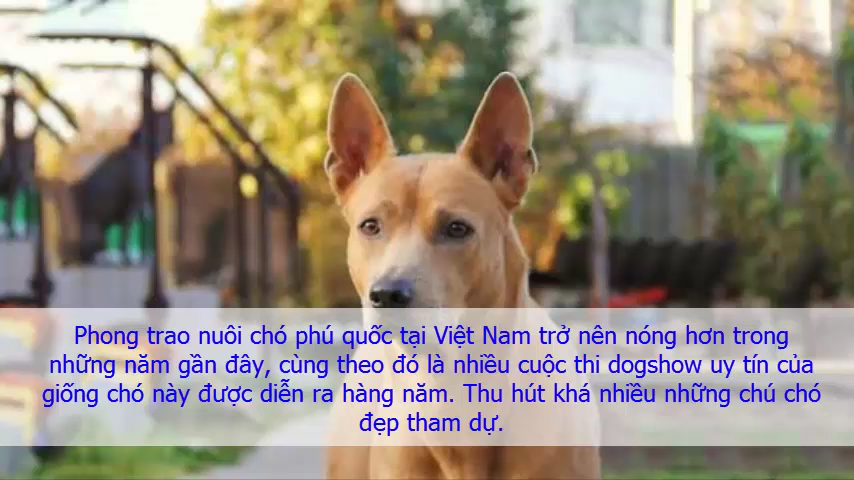 Phong trao nuôi chó phú quốc tại Việt Nam trở nên nóng hơn trong
những năm gần đây, cùng theo đó là nhiều cuộc thi dogshow uy tín của
giống chó này được diễn ra hàng năm. Thu hút khá nhiều những chú chó
đẹp tham dự.